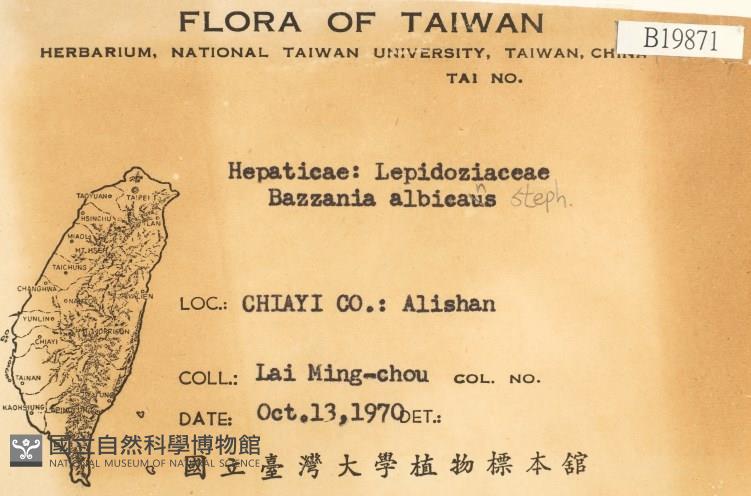 FLORA OF TAIWAN
B19871
HERBARIUM, NATIONAL TAIWAN UNIVERSITY, TAIWAN, CHINA
TAI NO.
Hepaticae: Lepidoziaceae
Bazzania albicaus steph.
n
TAOYUAN
TAIPEI
HSINCHU
ILAN
MIAOLI
TAICHUNG
CHANGHWA
YUNLIN
CHIAYI
TAINAN
KAOHSIUNG
LOC.: CHIAYI CO.: Alishan
COLL.: Lai Ming-chou COL. NO.
DATE: Oct.13,1970 DET.:
國立自然科學博物館
NATIONAL MUSEUM OF NATURAL SCIENCE
國立臺灣大學植物標本館